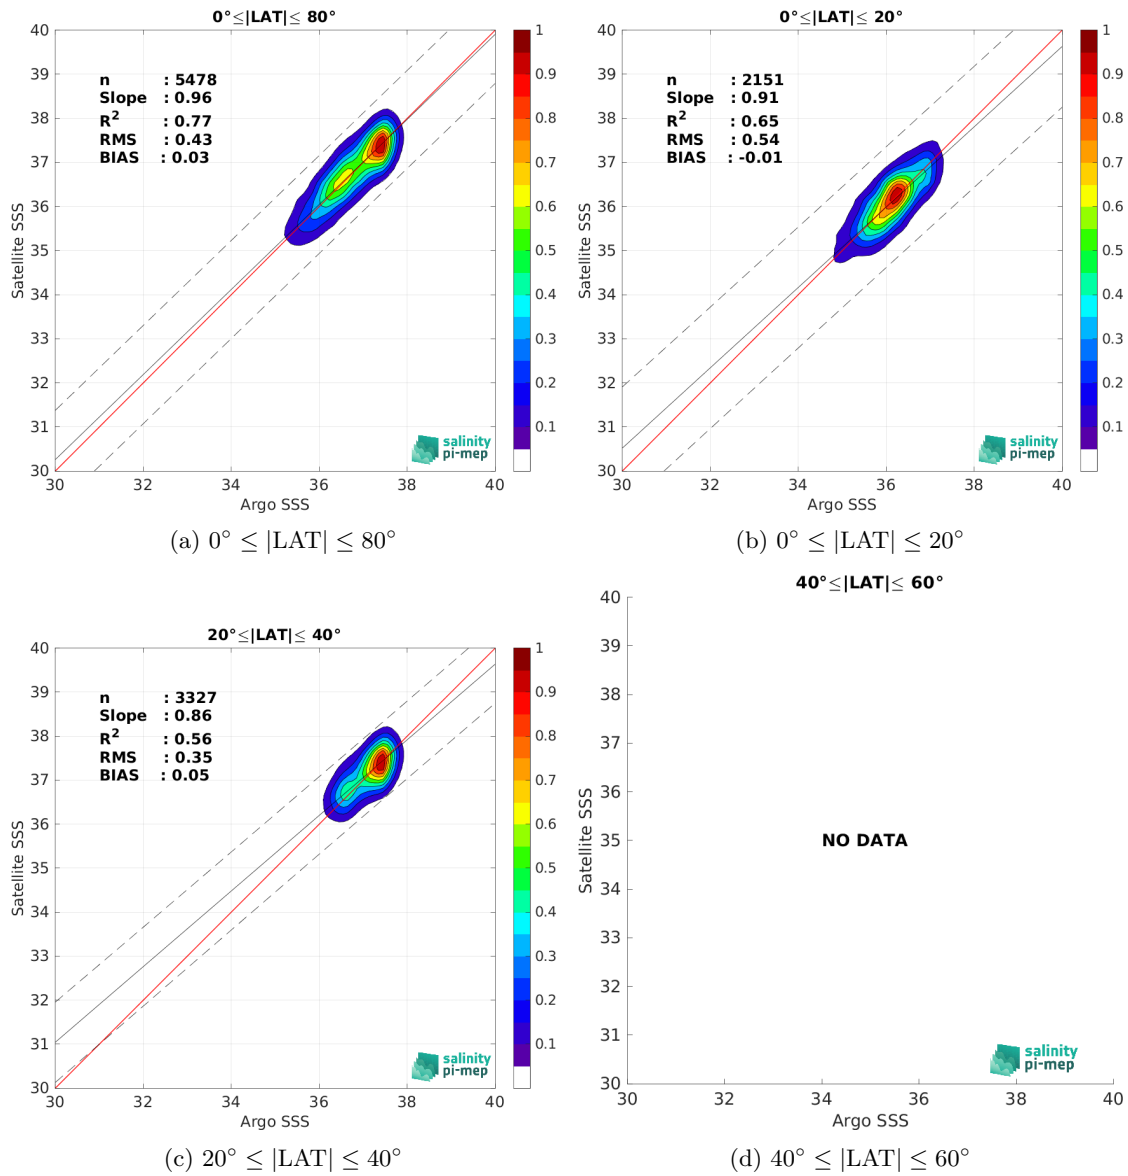 0°≤|LAT|≤ 80°
40
39
38
37
36
35
34
33
32
31
30
Satellite SSS
n : 5478
Slope : 0.96
R2 : 0.77
RMS : 0.43
BIAS : 0.03
1
0.9
0.8
0.7
0.6
0.5
0.4
0.3
0.2
0.1
salinity
pi-mep
30 32 34 36 38 40
Argo SSS
(a) 0° ≤ |LAT| ≤ 80°
0°≤|LAT|≤ 20°
40
39
38
37
36
35
34
33
32
31
30
Satellite SSS
n : 2151
Slope : 0.91
R2 : 0.65
RMS : 0.54
BIAS : -0.01
1
0.9
0.8
0.7
0.6
0.5
0.4
0.3
0.2
0.1
salinity
pi-mep
30 32 34 36 38 40
Argo SSS
(b) 0° ≤ |LAT| ≤ 20°
20°≤|LAT|≤ 40°
40
39
38
37
36
35
34
33
32
31
30
Satellite SSS
n : 3327
Slope : 0.86
R2 : 0.56
RMS : 0.35
BIAS : 0.05
1
0.9
0.8
0.7
0.6
0.5
0.4
0.3
0.2
0.1
salinity
pi-mep
30 32 34 36 38 40
Argo SSS
(c) 20° ≤ |LAT| ≤ 40°
40°≤|LAT|≤ 60°
40
39
38
37
36
35
34
33
32
31
30
Satellite SSS
NO DATA
salinity
pi-mep
30 32 34 36 38 40
Argo SSS
(d) 40° ≤ |LAT| ≤ 60°